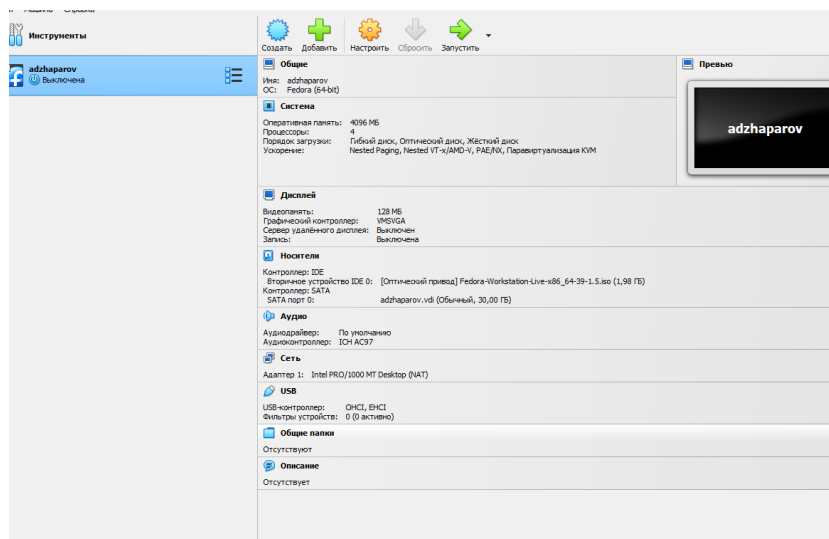 Машина Справка
Инструменты
Создать Добавить Настроить Сбросить Запустить
adzhaparov
Выключена
Общие
Имя: adzhaparov
ОС: Fedora (64-bit)
Превью
adzhaparov
Система
Оперативная память: 4096 МБ
Процессоры: 4
Порядок загрузки: Гибкий диск, Оптический диск, Жёсткий диск
Ускорение: Nested Paging, Nested VT-x/AMD-V, PAE/NX, Паравиртуализация KVM
Дисплей
Видеопамять: 128 МБ
Графический контроллер: VMSVGA
Сервер удалённого дисплея: Выключен
Запись: Выключена
Носители
Контроллер: IDE
Вторичное устройство IDE 0: [Оптический привод] Fedora-Workstation-Live-x86_64-39-1.5.iso (1,98 ГБ)
Контроллер: SATA
SATA порт 0: adzhaparov.vdi (Обычный, 30,00 ГБ)
Аудио
Аудиодрайвер: По умолчанию
Аудиоконтроллер: ICH AC97
Сеть
Адаптер 1: Intel PRO/1000 MT Desktop (NAT)
USB
USB-контроллер: OHCI, EHCI
Фильтры устройств: 0 (0 активно)
Общие папки
Отсутствуют
Описание
Отсутствует